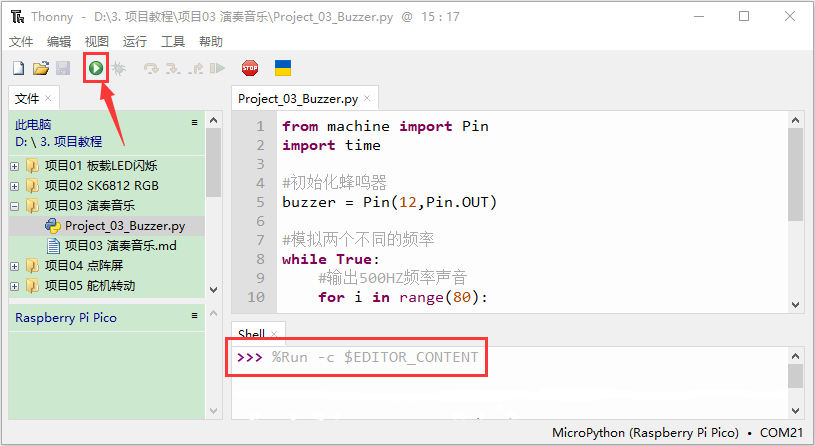 Thonny - D:\3. 项目教程\项目03 演奏音乐\Project_03_Buzzer.py @ 15 : 17
文件 编辑 视图 运行 工具 帮助
STOP
文件 ×
此电脑
D: \ 3. 项目教程
项目01 板载LED闪烁
项目02 SK6812 RGB
项目03 演奏音乐
Project_03_Buzzer.py
项目03 演奏音乐.md
项目04 点阵屏
项目05 舵机转动
Raspberry Pi Pico
Project_03_Buzzer.py ×
1 from machine import Pin
2 import time
3
4 #初始化蜂鸣器
5 buzzer = Pin(12,Pin.OUT)
6
7 #模拟两个不同的频率
8 while True:
9 #输出500HZ频率声音
10 for i in range(80):
Shell ×
>>> %Run -c $EDITOR_CONTENT
MicroPython (Raspberry Pi Pico) • COM21